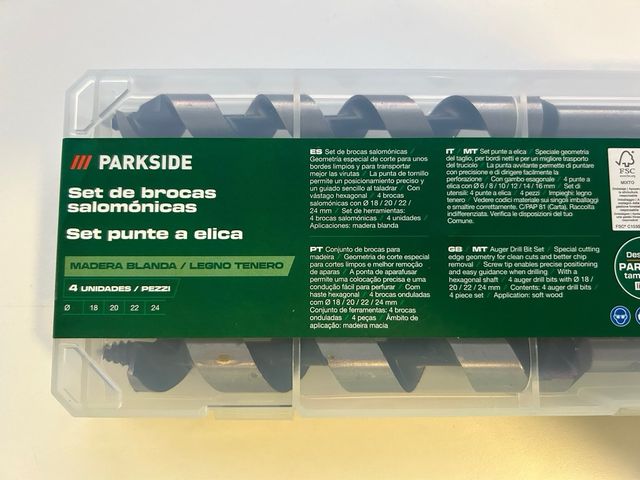 /// PARKSIDE
Set de brocas
salomónicas
Set punte a elica
MADERA BLANDA / LEGNO TENERO
4 UNIDADES / PEZZI
Ø 18 20 22 24
ES Set de brocas salomónicas /
Geometría especial de corte para unos
bordes limpios y para transportar
mejor las virutas / La punta de tornillo
permite un posicionamiento preciso y
un guiado sencillo al taladrar / Con
vástago hexagonal / 4 brocas
salomónicas con Ø 18 / 20 / 22 /
24 mm / Set de herramientas:
4 brocas salomónicas / 4 unidades /
Aplicaciones: madera blanda
PT Conjunto de brocas para
madeira / Geometria de corte especial
para cortes limpos e melhor remoção
de aparas / A ponta de aparafusar
permite uma colocação precisa e uma
condução fácil para perfurar / Com
haste hexagonal / 4 brocas onduladas
com Ø 18 / 20 / 22 / 24 mm /
Conjunto de ferramentas: 4 brocas
onduladas / 4 peças / Âmbito de
aplicação: madeira macia
IT / MT Set punte a elica / Speciale geometria
del taglio, per bordi netti e per un migliore trasporto
del truciolo / La punta avvitante permette di puntare
con precisione e di dirigere facilmente la
perforazione / Con gambo esagonale / 4 punte a
elica con Ø 6 / 8 / 10 / 12 / 14 / 16 mm / Set di
utensili: 4 punte a elica / 4 pezzi / Impieghi: legno
tenero / Vedere codici materiale sui singoli imballaggi
e smaltire correttamente. C/PAP 81 (Carta). Raccolta
indifferenziata. Verifica le disposizioni del tuo
Comune.
GB / MT Auger Drill Bit Set / Special cutting
edge geometry for clean cuts and better chip
removal / Screw tip enables precise positioning
and easy guidance when drilling / With a
hexagonal shaft / 4 auger drill bits with Ø 18 /
20 / 22 / 24 mm / Contents: 4 auger drill bits /
4 piece set / Application: soft wood
FSC
MIXTO
Des
PAR
tam